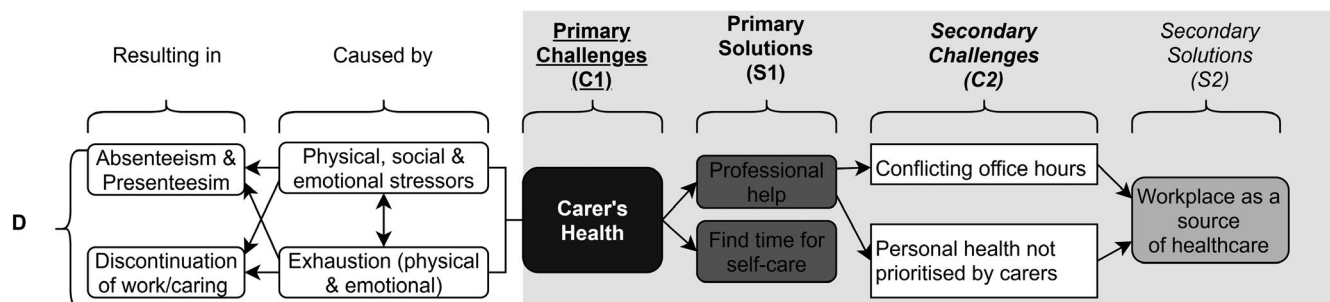 Resulting in
Caused by
Primary
Challenges
(C1)
Primary
Solutions
(S1)
Secondary
Challenges
(C2)
Secondary
Solutions
(S2)
D
Absenteeism &
Presenteesim
Discontinuation
of work/caring
Physical, social &
emotional stressors
Exhaustion (physical
& emotional)
Carer's
Health
Professional
help
Find time for
self-care
Conflicting office hours
Personal health not
prioritised by carers
Workplace as a
source
of healthcare